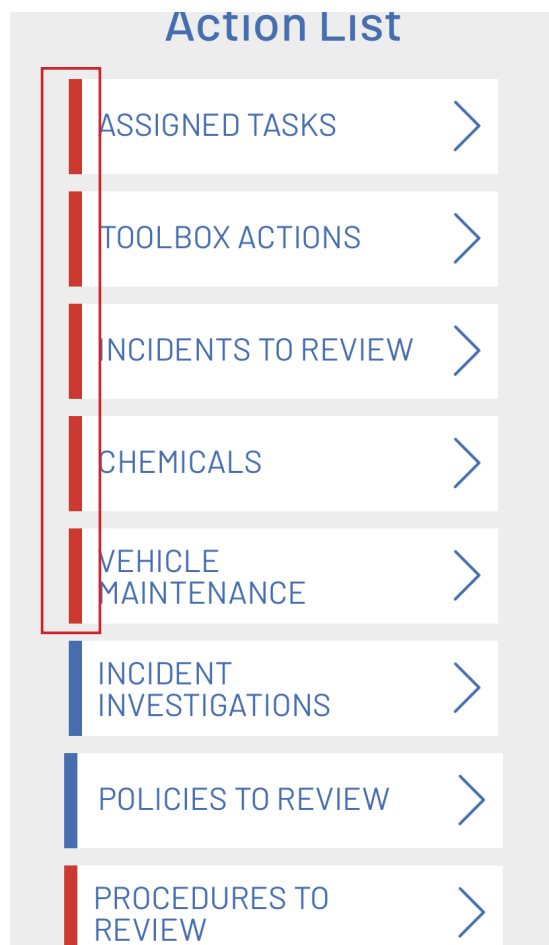 Action List
ASSIGNED TASKS
TOOLBOX ACTIONS
INCIDENTS TO REVIEW
CHEMICALS
VEHICLE
MAINTENANCE
INCIDENT
INVESTIGATIONS
POLICIES TO REVIEW
PROCEDURES TO
REVIEW